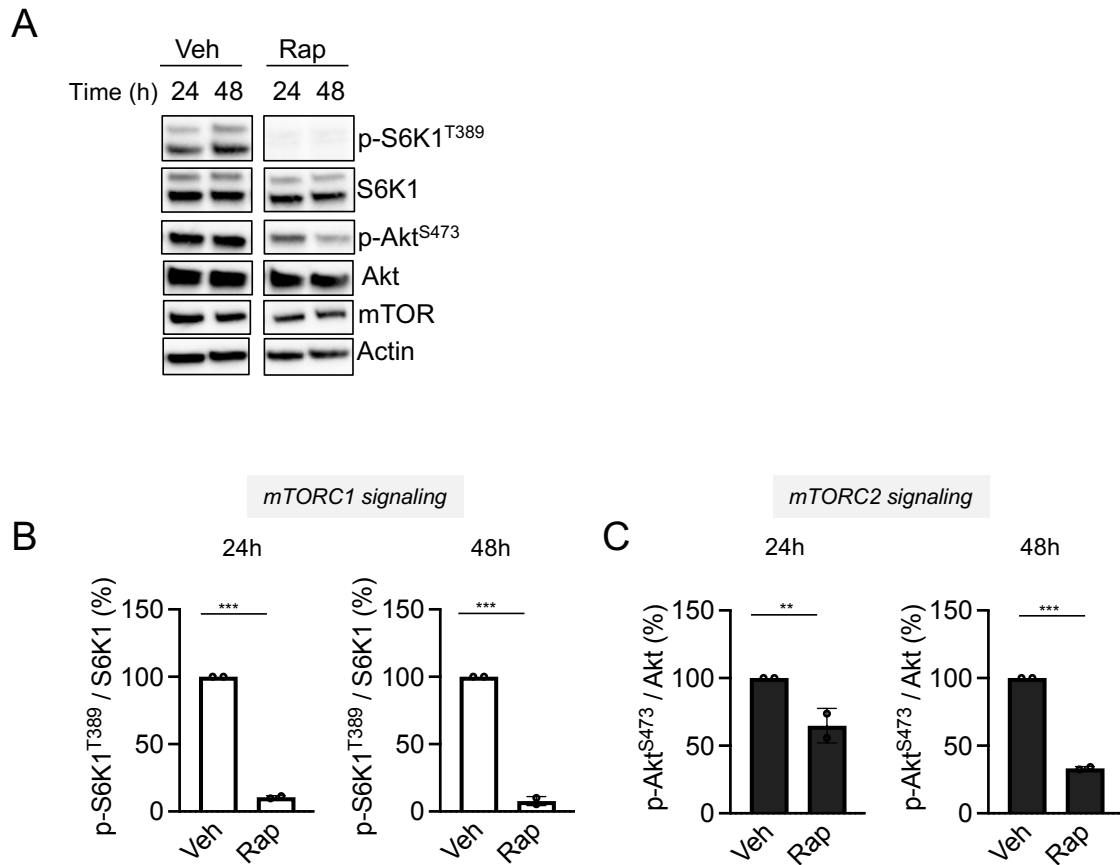 A
Veh Rap
Time (h) 24 48 24 48
p-S6K1T389
S6K1
p-AktS473
Akt
mTOR
Actin
mTORC1 signaling
mTORC2 signaling
B
24h
48h
p-S6K1T389 / S6K1 (%)
150
100
50
0
***
Veh Rap
p-S6K1T389 / S6K1 (%)
150
100
50
0
***
Veh Rap
C
24h
48h
p-AktS473 / Akt (%)
150
100
50
0
**
Veh Rap
p-AktS473 / Akt (%)
150
100
50
0
***
Veh Rap